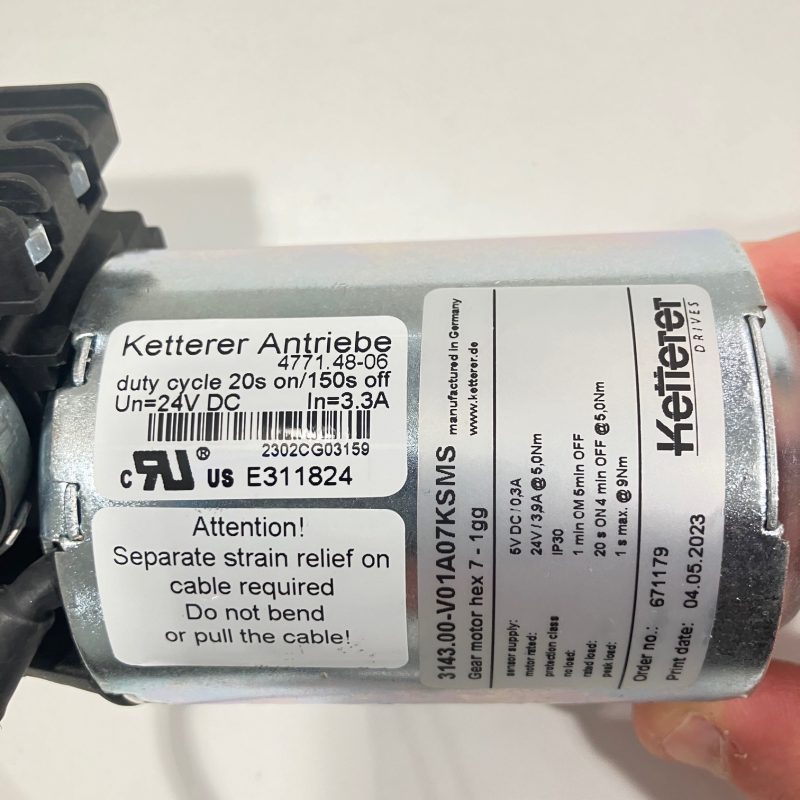 Ketterer Antriebe
4771.48-06
duty cycle 20s on/150s off
Un=24V DC In=3.3A
2302CG03159
c RU® US E311824
Attention!
Separate strain relief on
cable required
Do not bend
or pull the cable!
3143.00-V01A07KSMS manufactured in Germany
Gear motor hex 7 - 1gg www.ketterer.de
sensor supply: 5V DC / 0,3A
motor rated: 24V / 3,9A @ 5,0Nm
protection class IP30
no load: 1 min OM 5min OFF
rated load: 20 s ON 4 min OFF @ 5,0Nm
peak load: 1 s max. @ 9Nm
Order no.: 671179
Print date: 04.05.2023
Ketterer
DRIVES